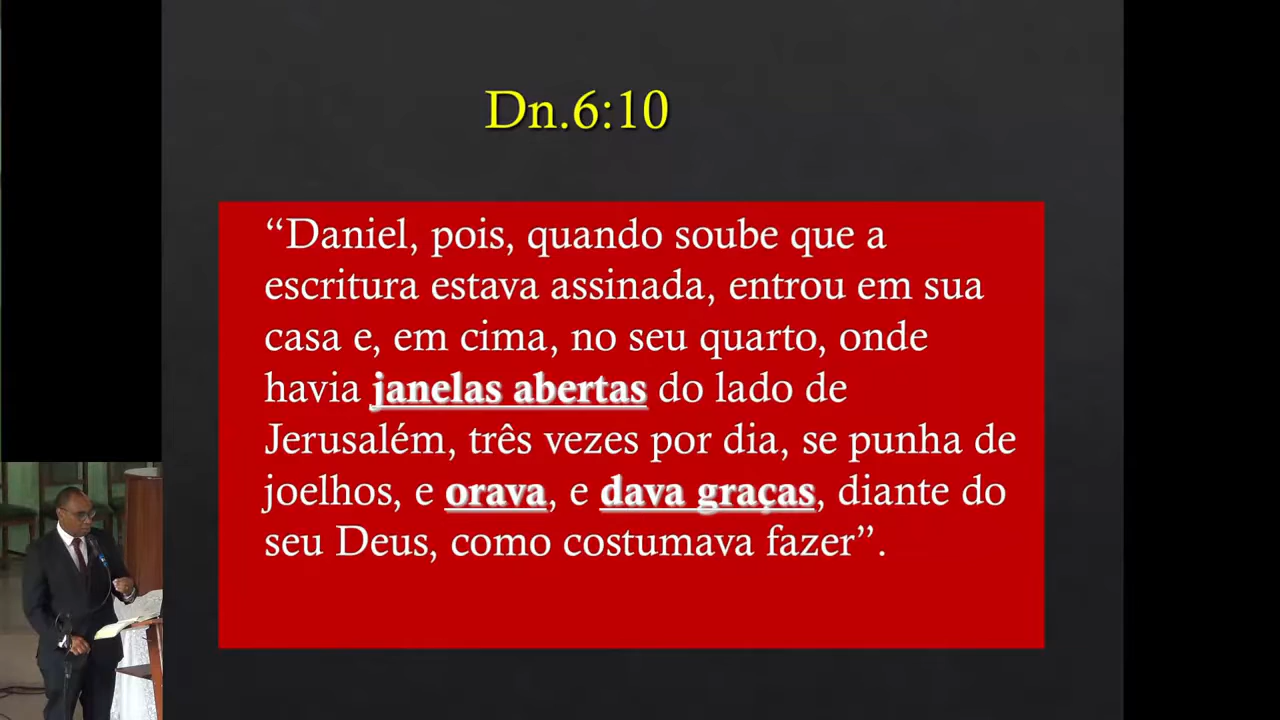 Dn.6:10
“Daniel, pois, quando soube que a
escritura estava assinada, entrou em sua
casa e, em cima, no seu quarto, onde
havia janelas abertas do lado de
Jerusalém, três vezes por dia, se punha de
joelhos, e orava, e dava graças, diante do
seu Deus, como costumava fazer”.